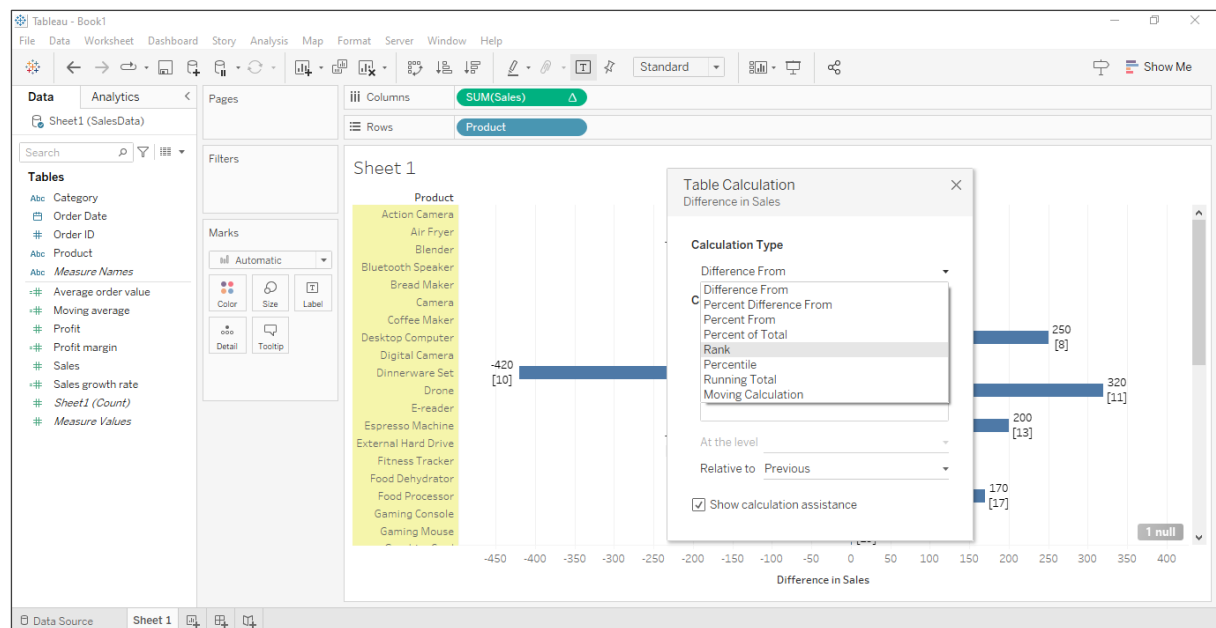 Tableau - Book1
File Data Worksheet Dashboard Story Analysis Map Format Server Window Help
Standard
Show Me
Data Analytics
Pages
Columns SUM(Sales)
Sheet1 (SalesData)
Rows Product
Search
Filters
Tables
Abc Category
Order Date
# Order ID
Abc Product
Abc Measure Names
=# Average order value
=# Moving average
# Profit
=# Profit margin
# Sales
=# Sales growth rate
# Sheet1 (Count)
# Measure Values
Marks
Automatic
Color Size Label
Detail Tooltip
Sheet 1
Product
Action Camera
Air Fryer
Blender
Bluetooth Speaker
Bread Maker
Camera
Coffee Maker
Desktop Computer
Digital Camera
Dinnerware Set
Drone
E-reader
Espresso Machine
External Hard Drive
Fitness Tracker
Food Dehydrator
Food Processor
Gaming Console
Gaming Mouse
-420
[10]
250
[8]
320
[11]
200
[13]
170
[17]
1 null
-450 -400 -350 -300 -250 -200 -150 -100 -50 0 50 100 150 200 250 300 350 400
Difference in Sales
Table Calculation
Difference in Sales
Calculation Type
Difference From
Difference From
Percent Difference From
Percent From
Percent of Total
Rank
Percentile
Running Total
Moving Calculation
At the level
Relative to Previous
Show calculation assistance
Data Source Sheet 1